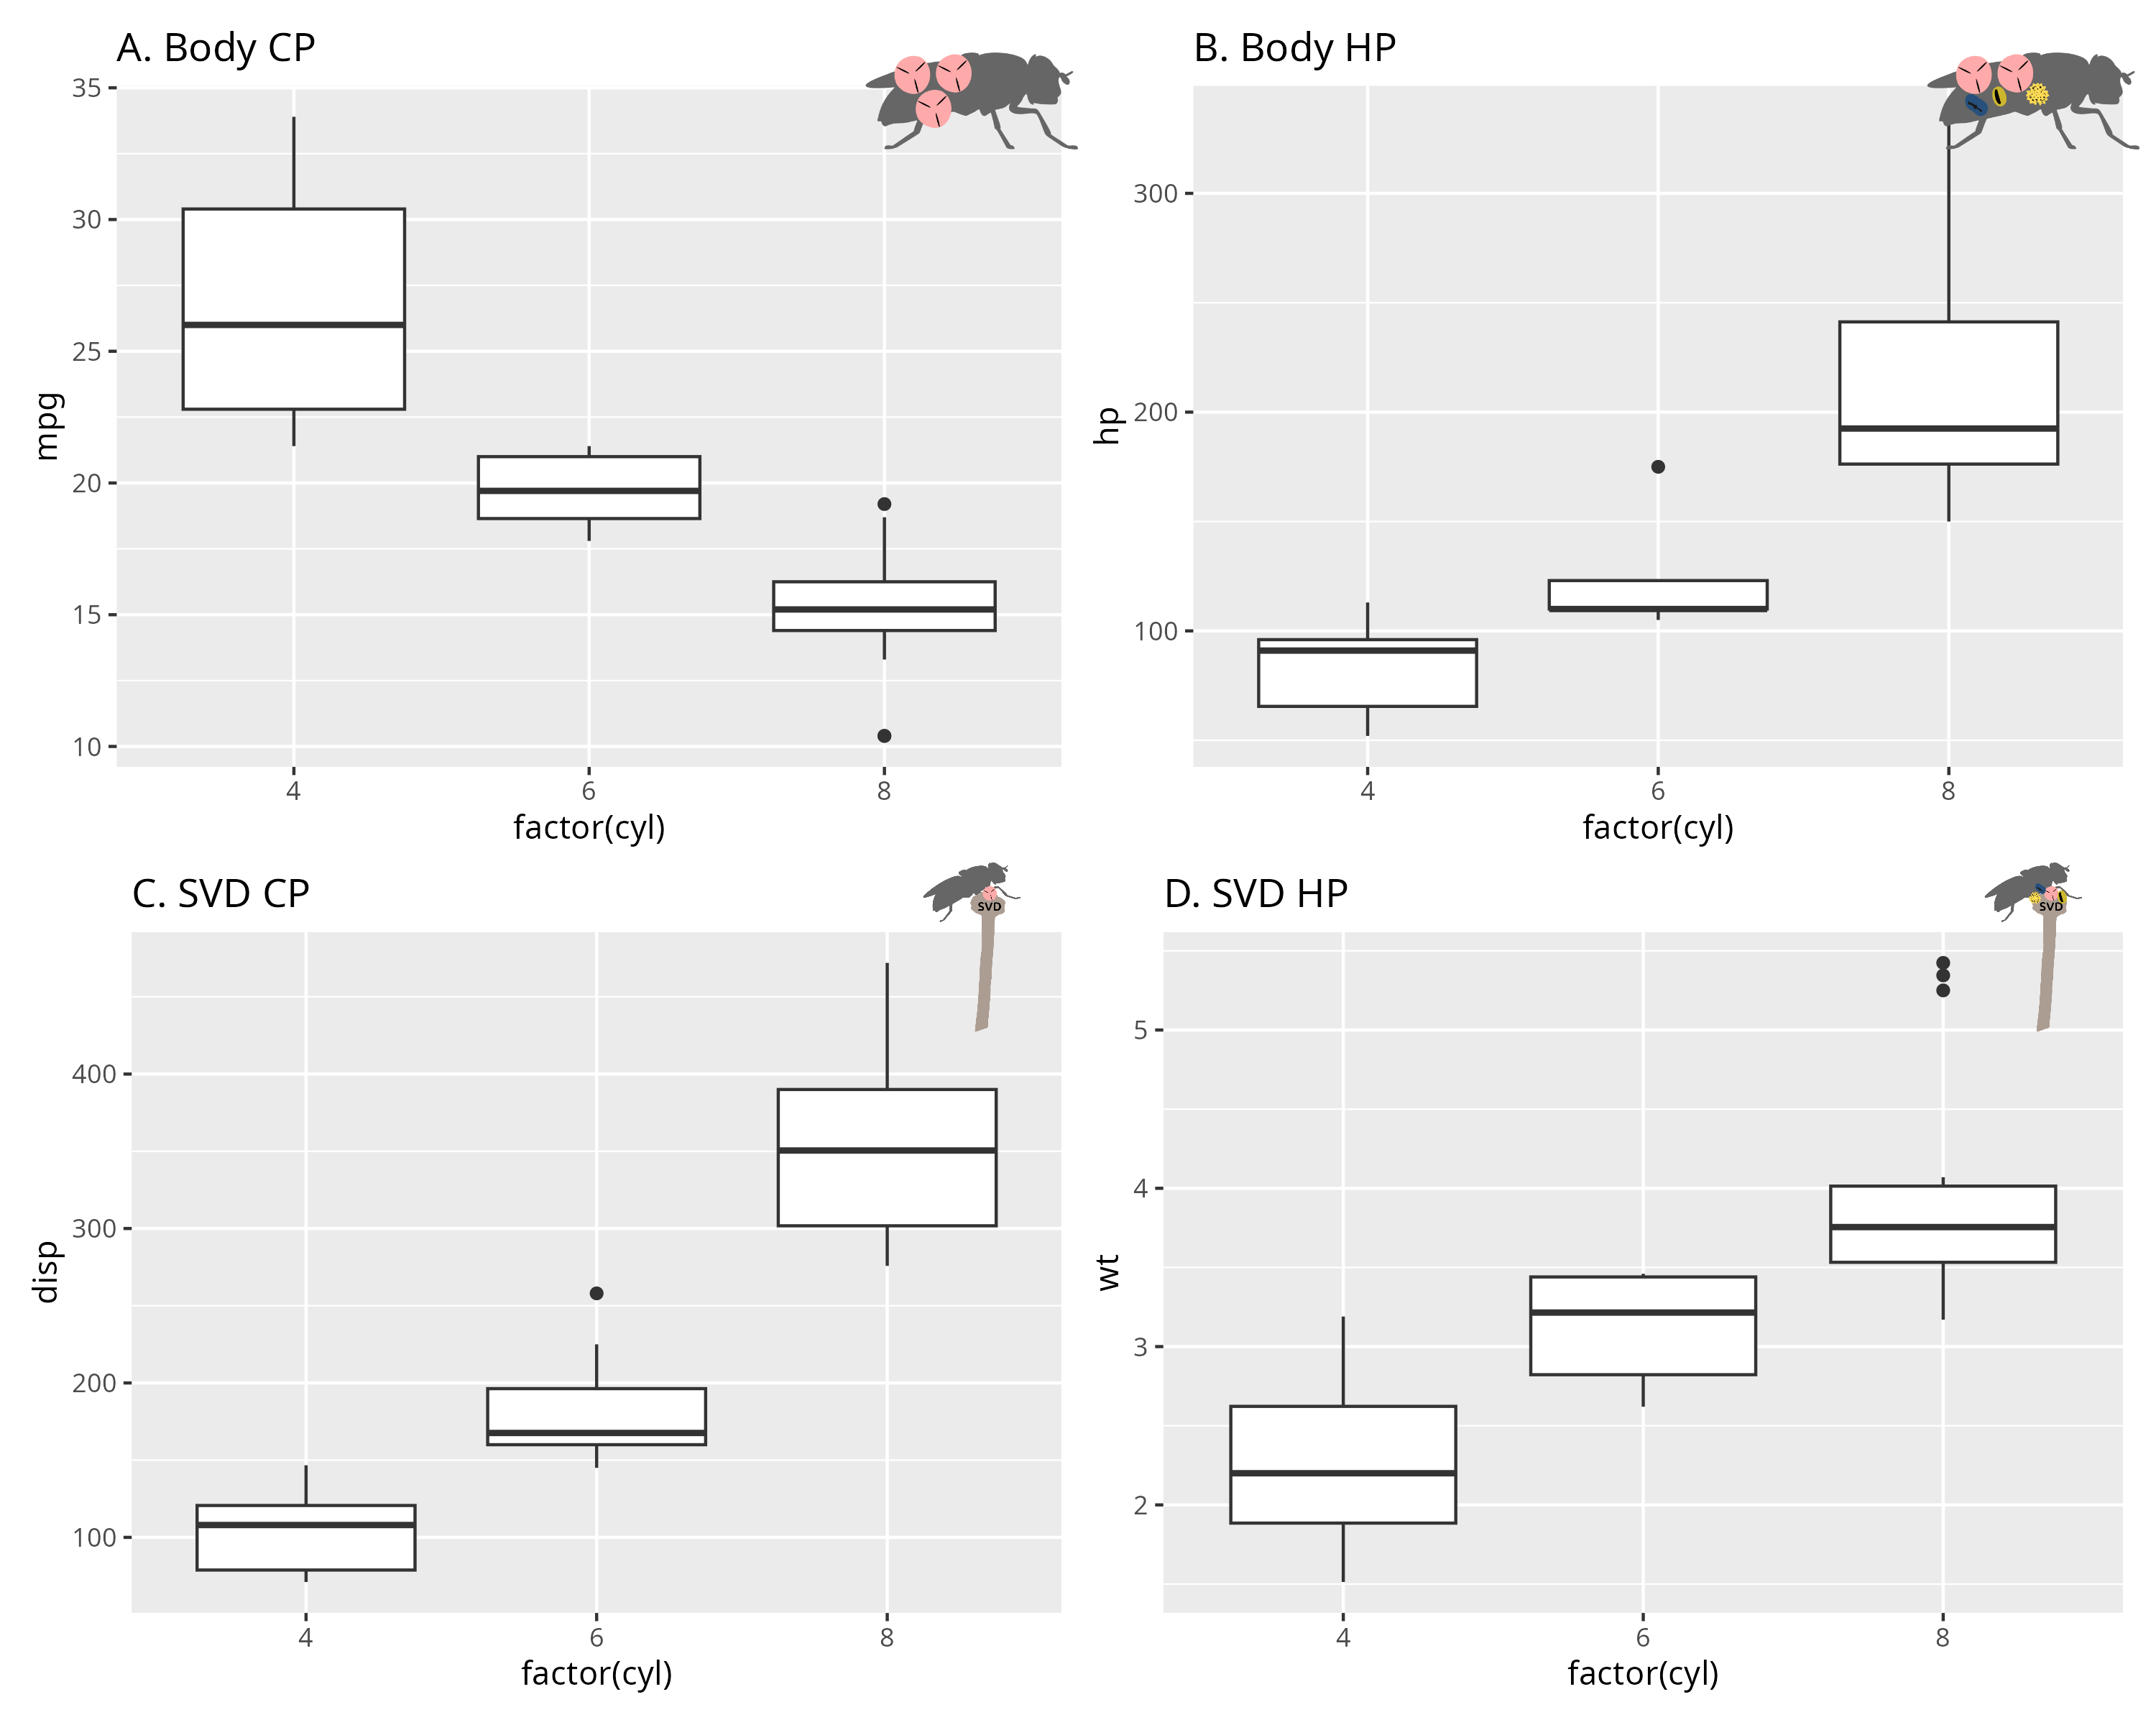 A. Body CP
35
30
25
20
15
10
mpg
4 6 8
factor(cyl)
B. Body HP
300
200
100
hp
4 6 8
factor(cyl)
C. SVD CP
SVD
400
300
200
100
disp
4 6 8
factor(cyl)
D. SVD HP
SVD
5
4
3
2
wt
4 6 8
factor(cyl)